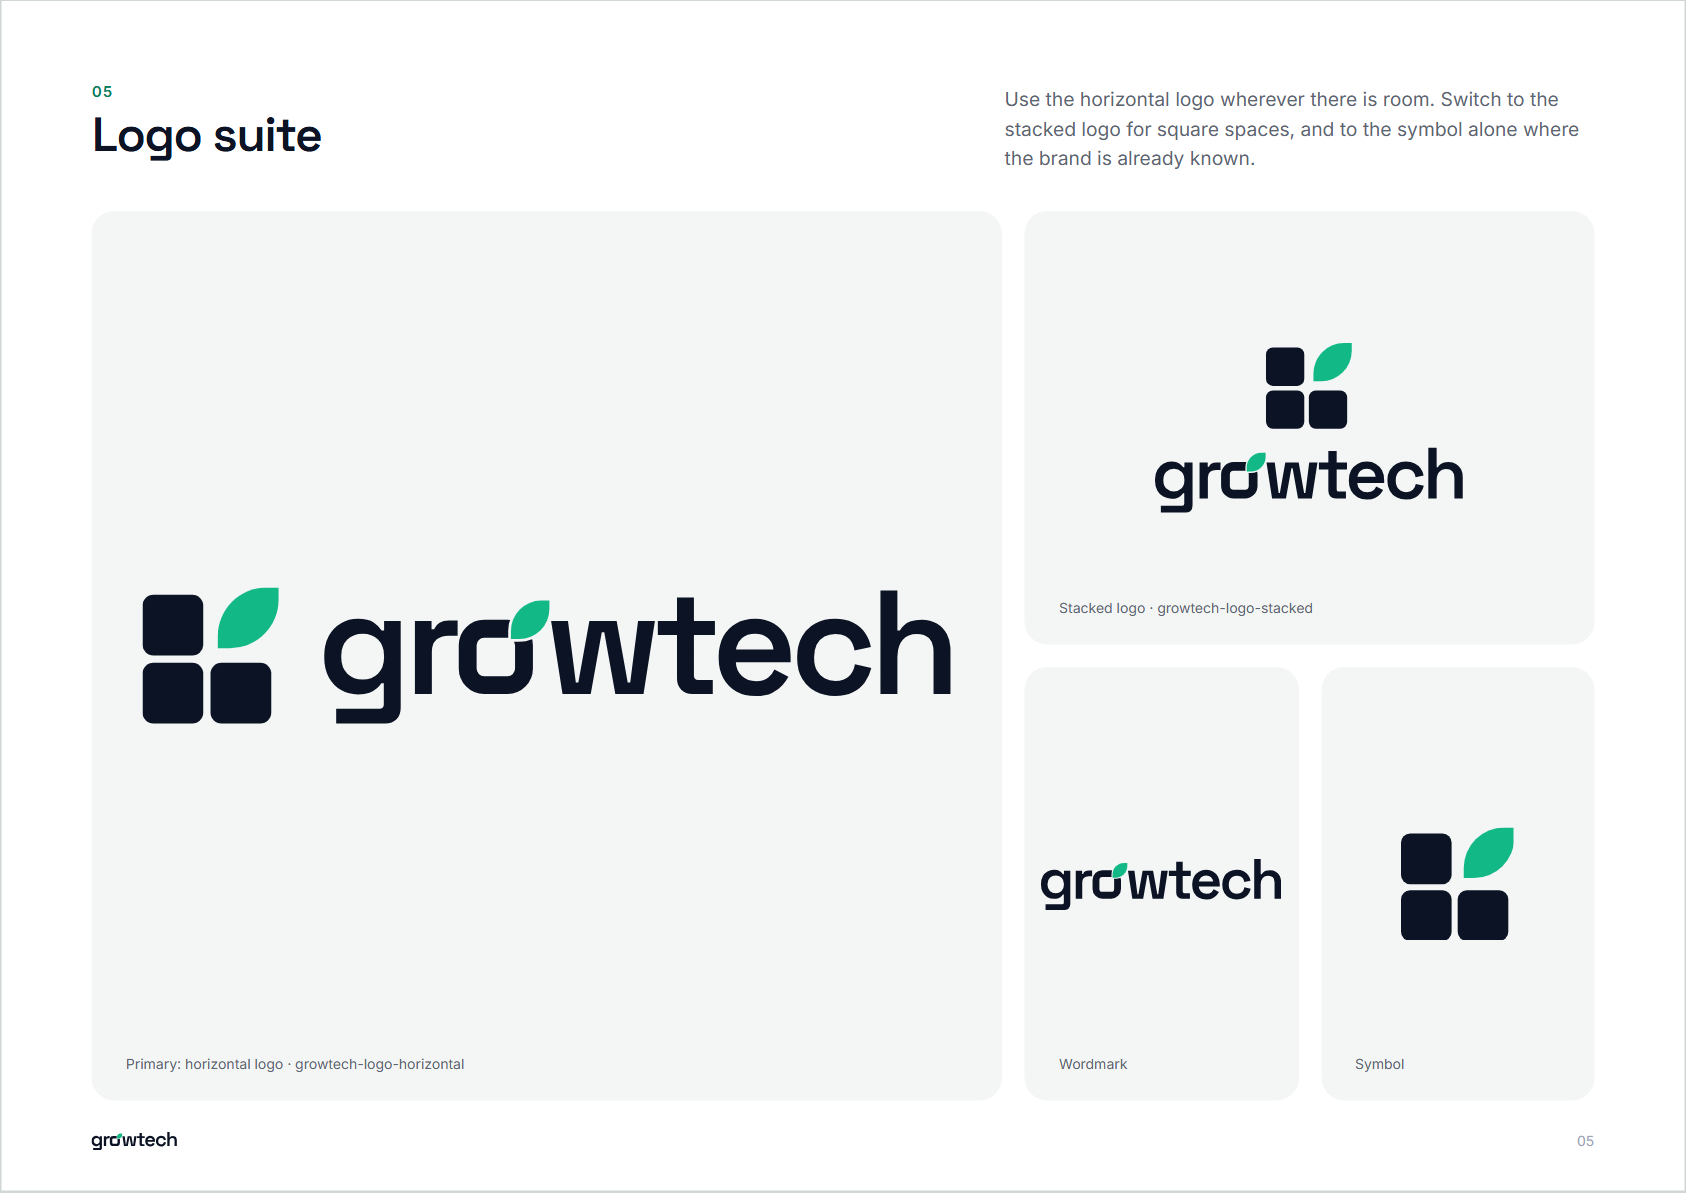 05
Logo suite
Use the horizontal logo wherever there is room. Switch to the
stacked logo for square spaces, and to the symbol alone where
the brand is already known.
growtech
Primary: horizontal logo · growtech-logo-horizontal
growtech
Stacked logo · growtech-logo-stacked
growtech
Wordmark
Symbol
growtech
05